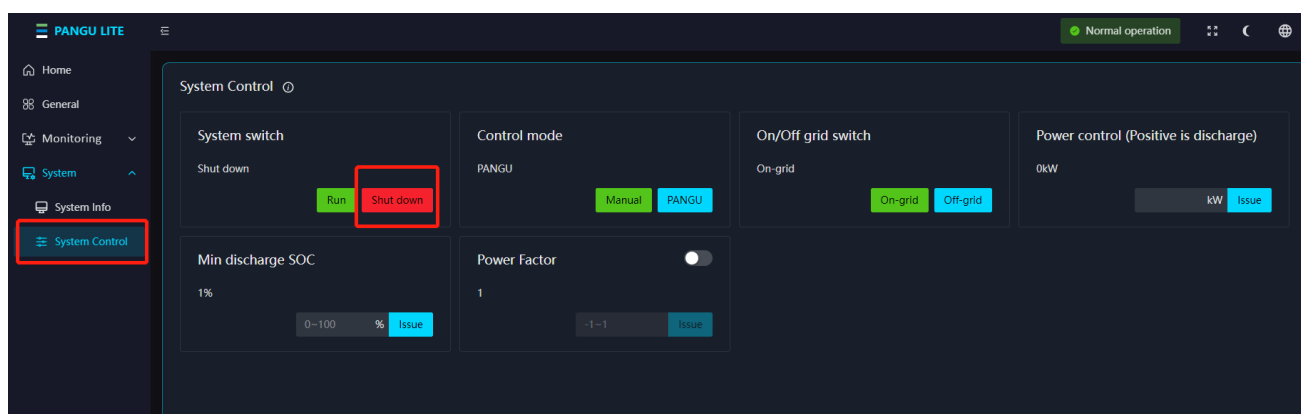 PANGU LITE
Normal operation
Home
General
Monitoring
System
System Info
System Control
System Control
System switch
Shut down
Run
Shut down
Control mode
PANGU
Manual
PANGU
On/Off grid switch
On-grid
On-grid
Off-grid
Power control (Positive is discharge)
0kW
kW
Issue
Min discharge SOC
1%
0~100
%
Issue
Power Factor
1
-1~1
Issue